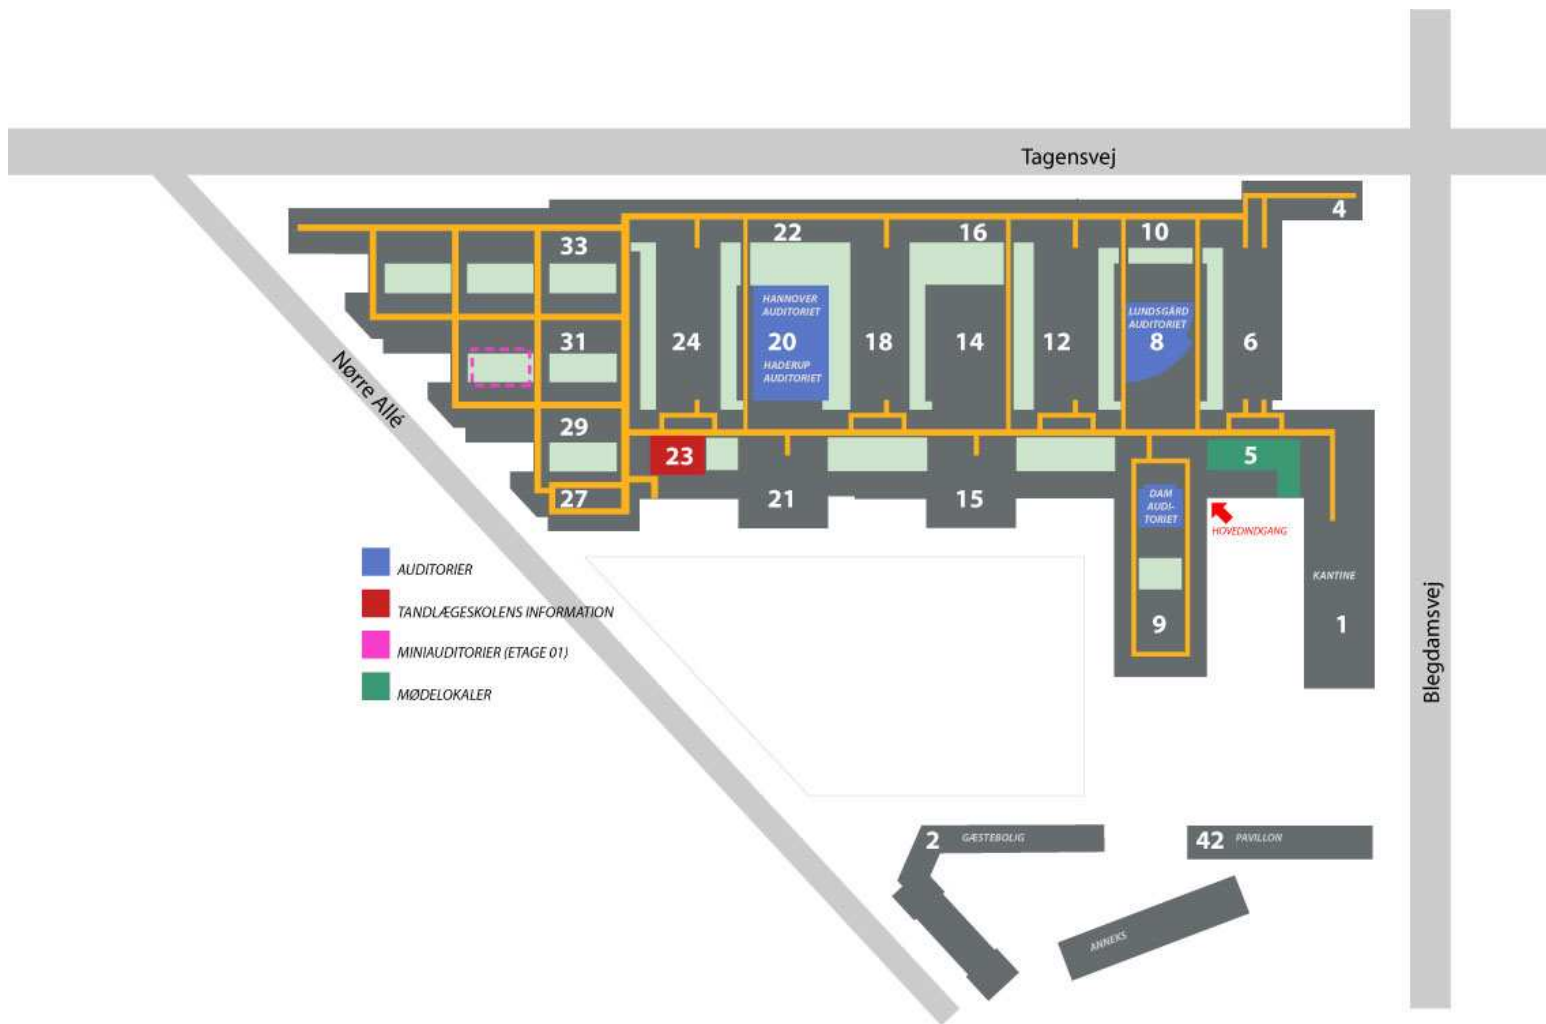 Tagensvej
4
33
22
16
10
HANNOVER
AUDITORIET
LUNDSGÅRD
AUDITORIET
31
24
20
18
14
12
8
6
HADERUP
AUDITORIET
Nørre Allé
29
23
5
27
21
15
DAM
AUDI-
TORIET
HOVEDINDGANG
AUDITORIER
KANTINE
TANDLÆGESKOLENS INFORMATION
9
1
MINIAUDITORIER (ETAGE 01)
Blegdamsvej
MØDELOKALER
2 GÆSTEBOLIG
42 PAVILLON
ANNEKS